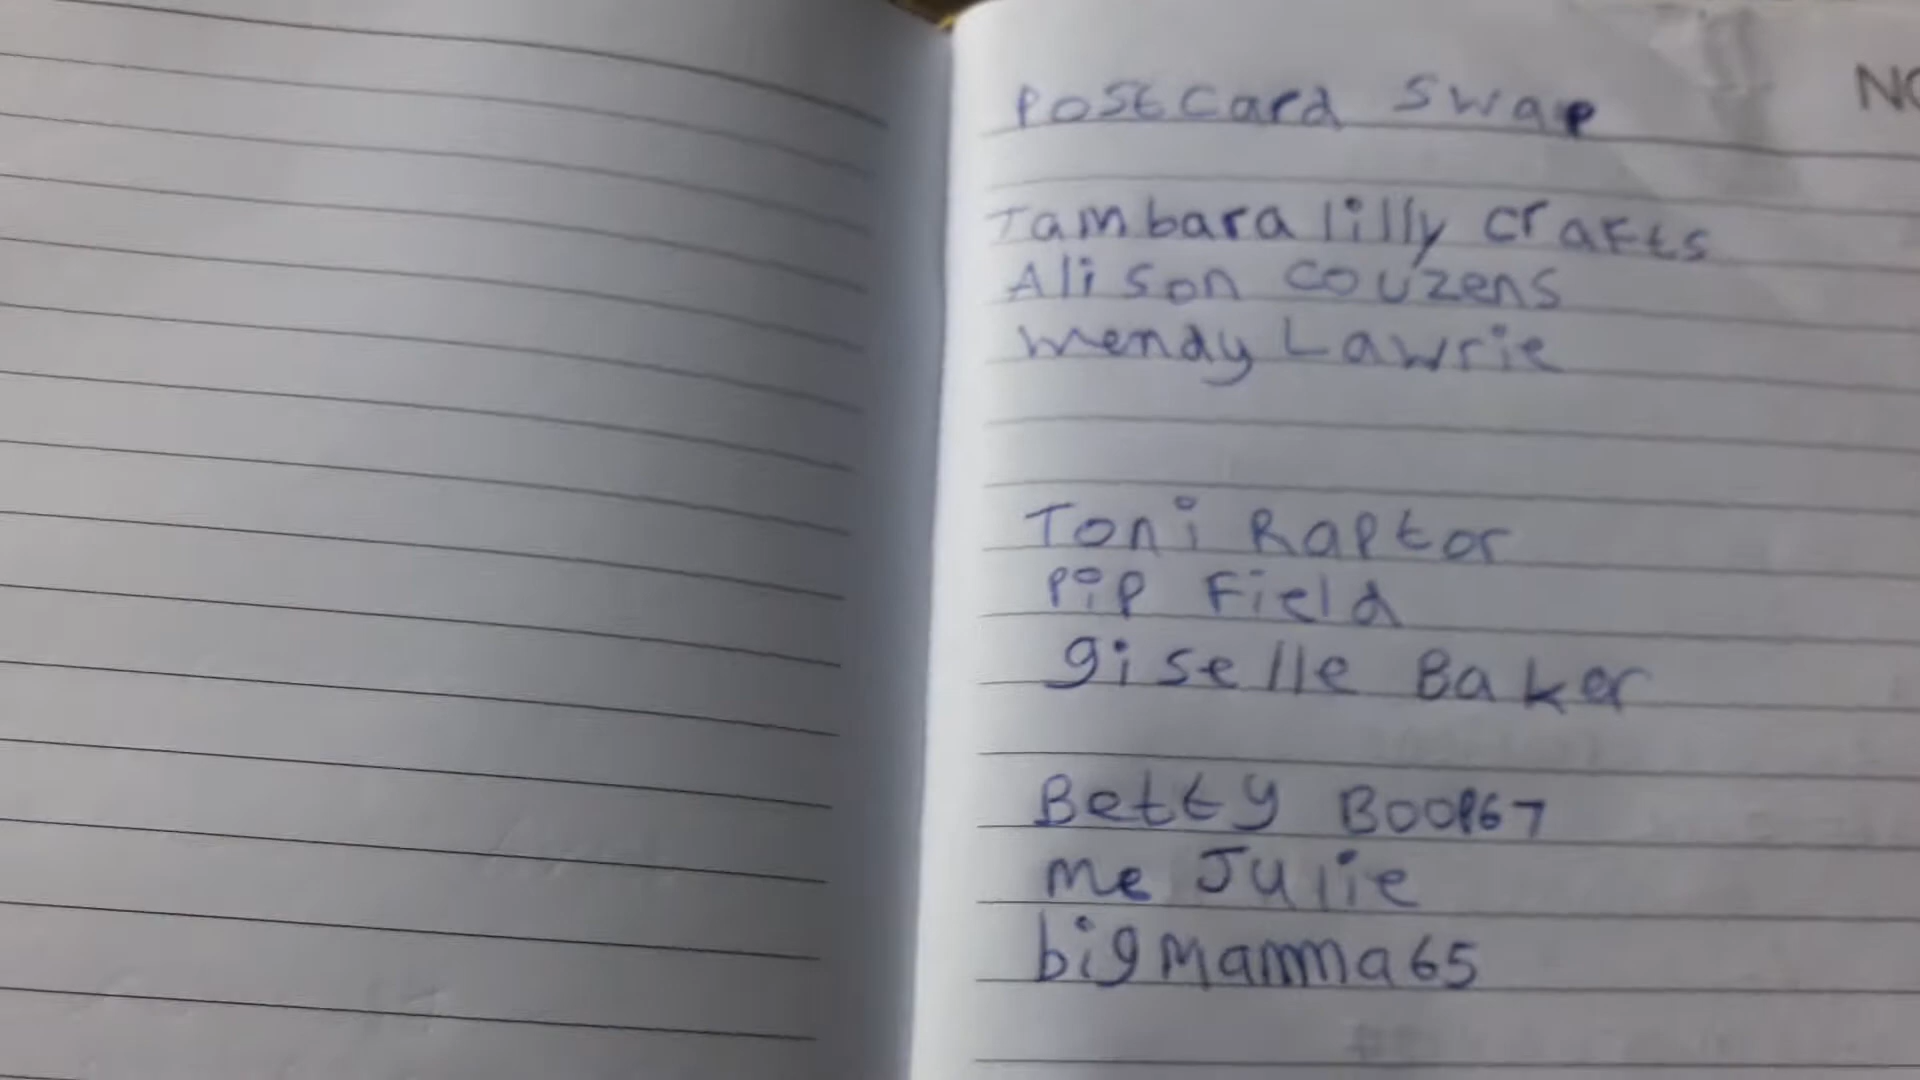 NO
Postcard Swap
Tambara lilly crafts
Alison Couzens
Wendy Lawrie
Toni Raptor
Pip Field
giselle Baker
Betty Boop67
me Julie
bigmamma65